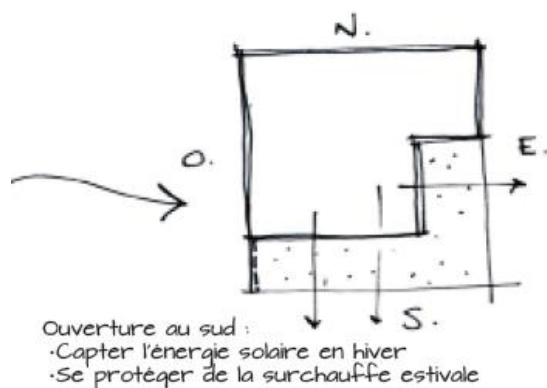 N.
O.
E.
S.
Ouverture au sud :
·Capter l'énergie solaire en hiver
·Se protéger de la surchauffe estivale